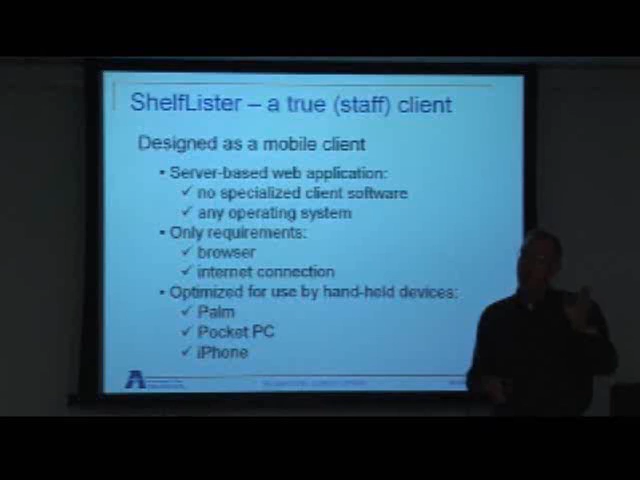 ShelfLister – a true (staff) client
Designed as a mobile client
• Server-based web application:
✓ no specialized client software
✓ any operating system
• Only requirements:
✓ browser
✓ internet connection
• Optimized for use by hand-held devices:
✓ Palm
✓ Pocket PC
✓ iPhone